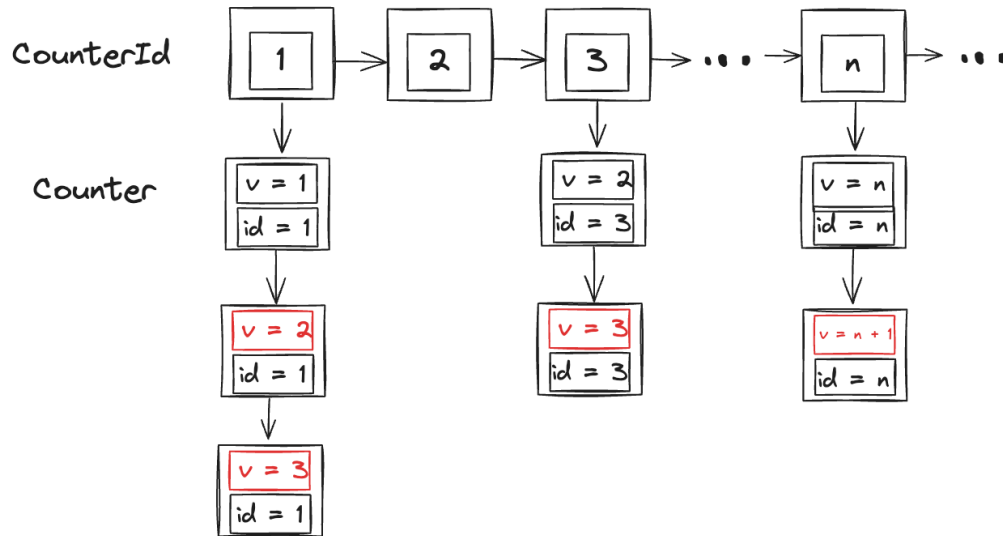 CounterId
1
2
3
...
n
...
Counter
v = 1
id = 1
v = 2
id = 3
v = n
id = n
v = 2
id = 1
v = 3
id = 3
v = n + 1
id = n
v = 3
id = 1